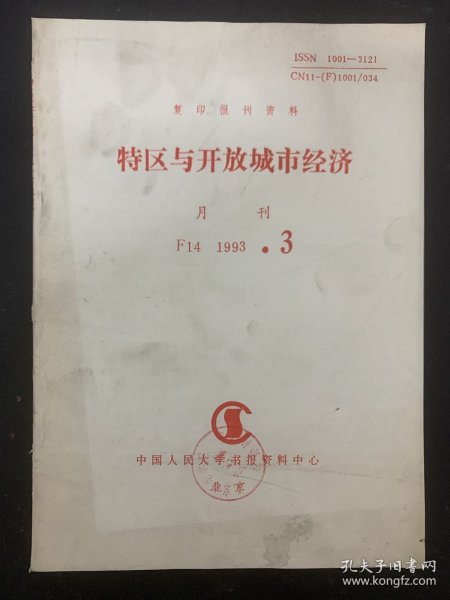 ISSN 1001—3121
CN11-(F)1001/034
复印报刊资料
特区与开放城市经济
月 刊
F14 1993 .3
中国人民大学书报资料中心
北京
孔夫子旧书网
www.kongfz.com